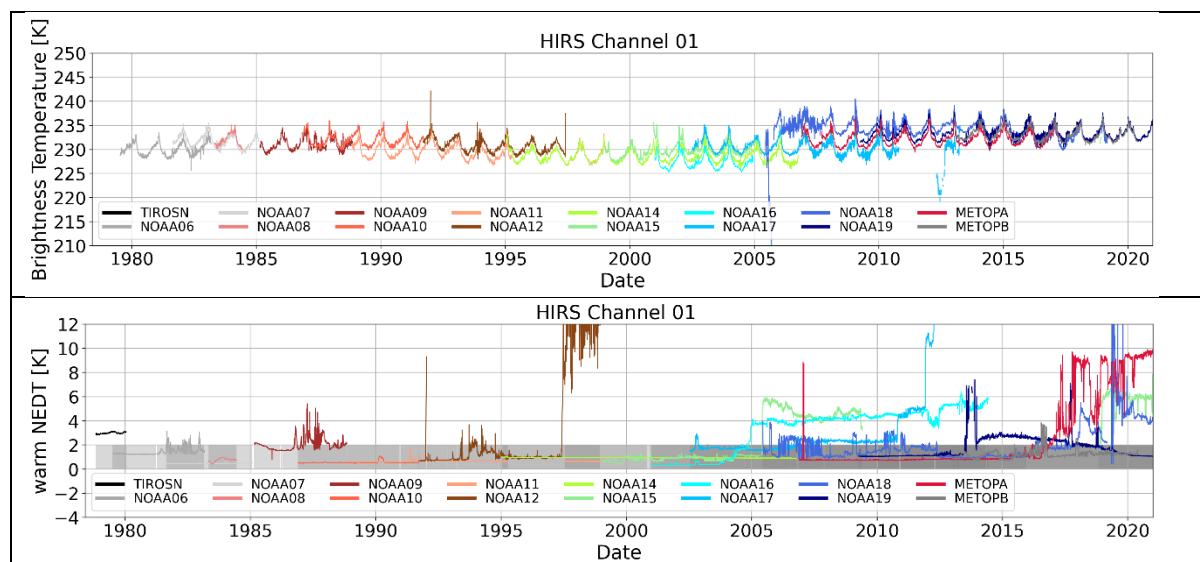 HIRS Channel 01
Brightness Temperature [K]
250
245
240
235
230
225
220
215
210
TIROSN NOAA07 NOAA09 NOAA11 NOAA14 NOAA16 NOAA18 METOPA
NOAA06 NOAA08 NOAA10 NOAA12 NOAA15 NOAA17 NOAA19 METOPB
1980 1985 1990 1995 2000 2005 2010 2015 2020
Date
HIRS Channel 01
warm NEDT [K]
12
10
8
6
4
2
0
−2
−4
TIROSN NOAA07 NOAA09 NOAA11 NOAA14 NOAA16 NOAA18 METOPA
NOAA06 NOAA08 NOAA10 NOAA12 NOAA15 NOAA17 NOAA19 METOPB
1980 1985 1990 1995 2000 2005 2010 2015 2020
Date